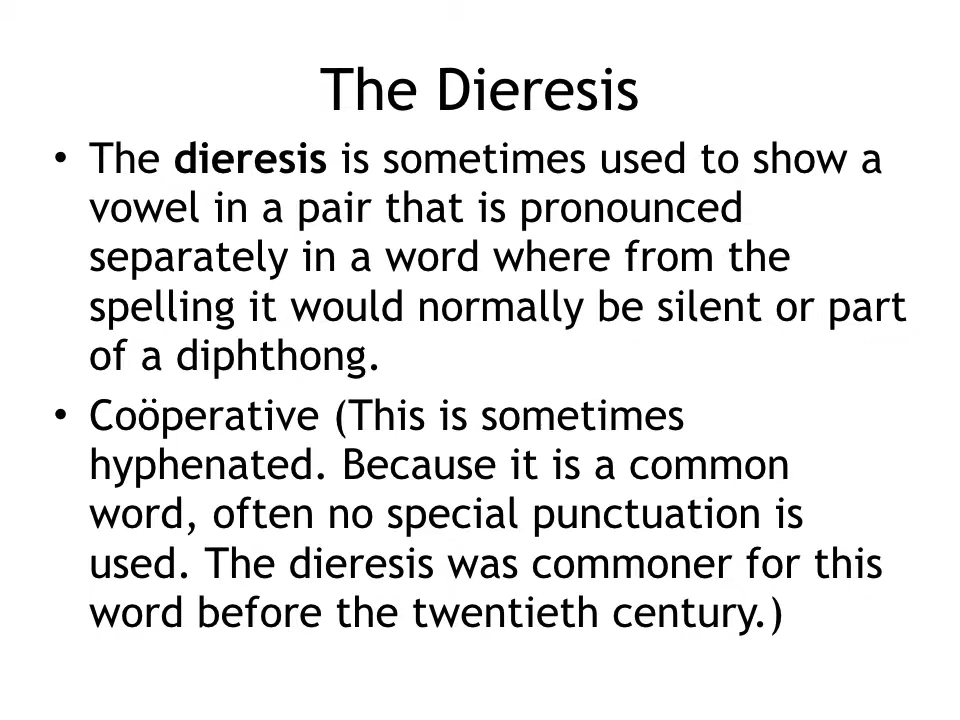 The Dieresis
• The dieresis is sometimes used to show a
vowel in a pair that is pronounced
separately in a word where from the
spelling it would normally be silent or part
of a diphthong.
• Coöperative (This is sometimes
hyphenated. Because it is a common
word, often no special punctuation is
used. The dieresis was commoner for this
word before the twentieth century.)